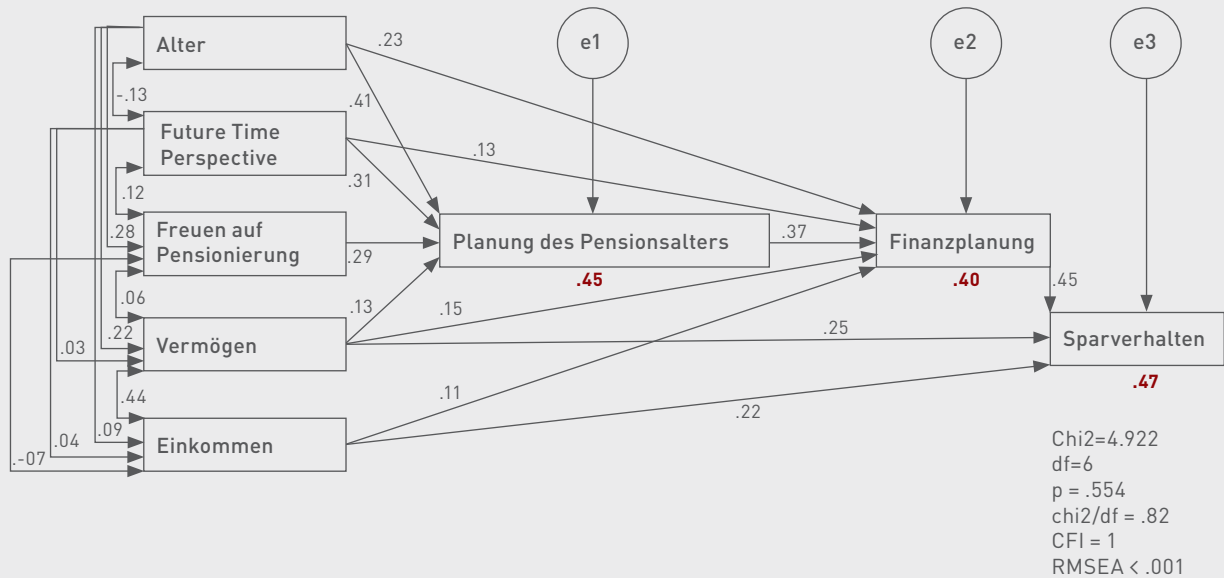 Alter
.23
e1
e2
e3
-.13
.41
Future Time
Perspective
.13
.31
.12
.28
Freuen auf
Pensionierung
.29
Planung des Pensionsalters
.45
.37
Finanzplanung
.40
.45
.06
.22
.03
Vermögen
.13
.15
.25
Sparverhalten
.47
.44
.11
.22
.04
.09
.-07
Einkommen
Chi2=4.922
df=6
p = .554
chi2/df = .82
CFI = 1
RMSEA < .001